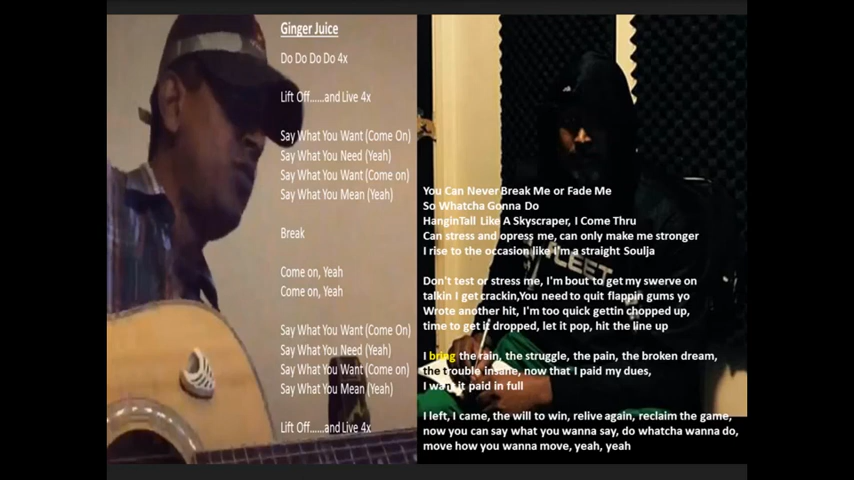 Ginger Juice
Do Do Do Do 4x
Lift Off......and Live 4x
Say What You Want (Come On)
Say What You Need (Yeah)
Say What You Want (Come on)
Say What You Mean (Yeah)
Break
Come on, Yeah
Come on, Yeah
Say What You Want (Come On)
Say What You Need (Yeah)
Say What You Want (Come on)
Say What You Mean (Yeah)
Lift Off......and Live 4x
You Can Never Break Me or Fade Me
So Whatcha Gonna Do
HanginTall Like A Skyscraper, I Come Thru
Can stress and opress me, can only make me stronger
I rise to the occasion like I'm a straight Soulja
Don't test or stress me, I'm bout to get my swerve on
talkin I get crackin,You need to quit flappin gums yo
Wrote another hit, I'm too quick gettin chopped up,
time to get it dropped, let it pop, hit the line up
I bring the rain, the struggle, the pain, the broken dream,
the trouble insane, now that I paid my dues,
I want it paid in full
I left, I came, the will to win, relive again, reclaim the game,
now you can say what you wanna say, do whatcha wanna do,
move how you wanna move, yeah, yeah